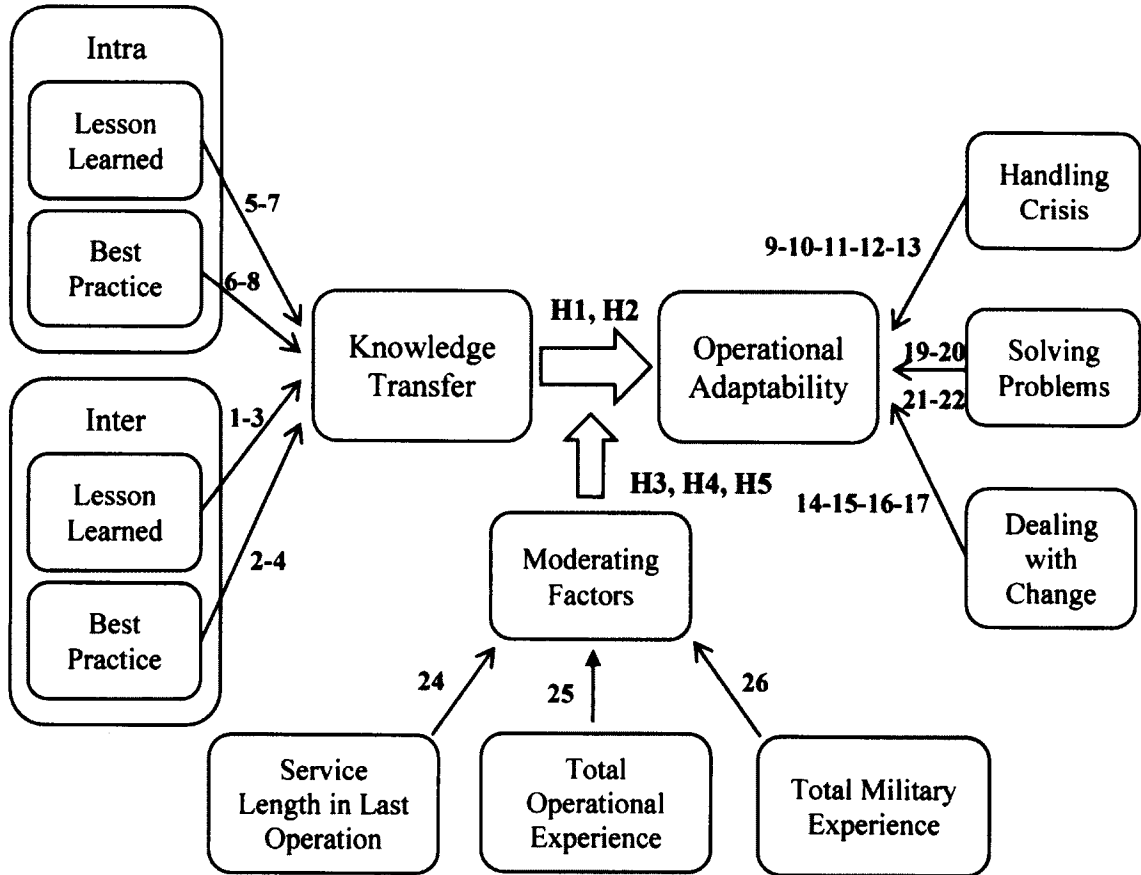 Intra
Lesson
Learned
5-7
Best
Practice
6-8
Inter
Lesson
Learned
1-3
Best
Practice
2-4
Knowledge
Transfer
H1, H2
Operational
Adaptability
Handling
Crisis
9-10-11-12-13
Solving
Problems
19-20
21-22
Dealing
with
Change
14-15-16-17
H3, H4, H5
Moderating
Factors
24
25
26
Service
Length in Last
Operation
Total
Operational
Experience
Total Military
Experience